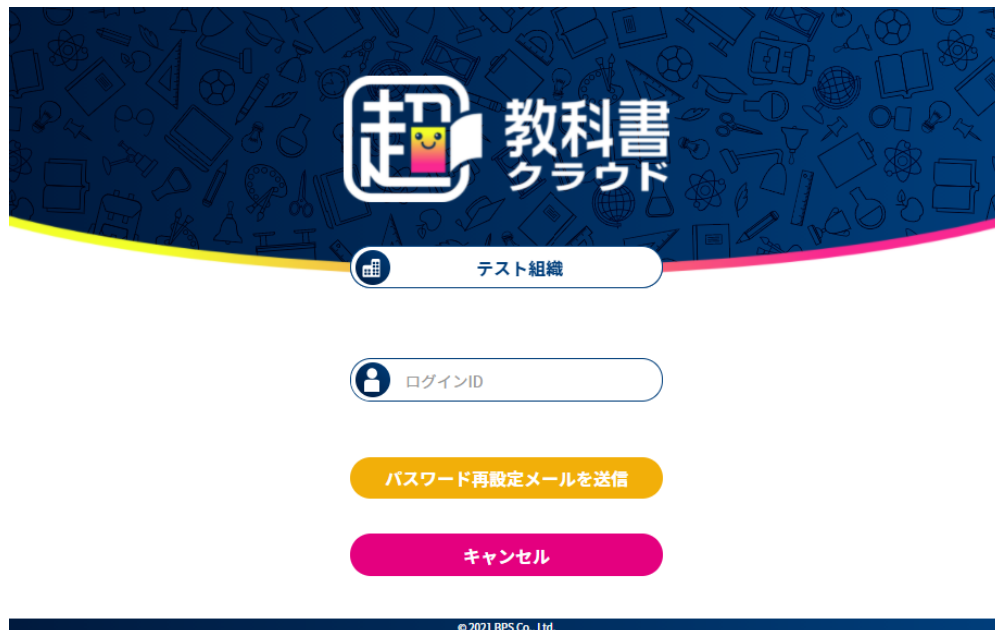 超
教科書
クラウド
テスト組織
ログインID
パスワード再設定メールを送信
キャンセル
© 2021 BPS Co., Ltd.